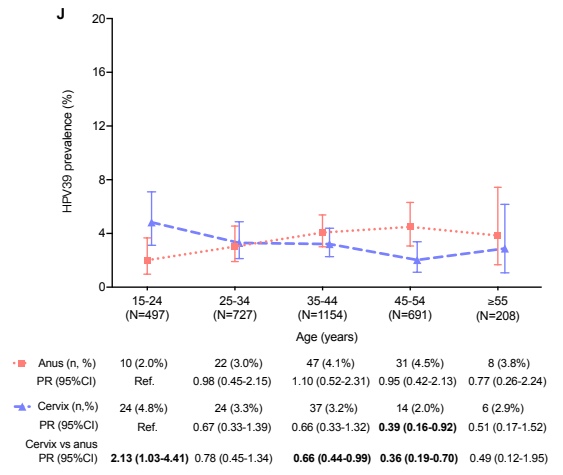 J
20
16
12
8
4
0
HPV39 prevalence (%)
15-24 25-34 35-44 45-54 ≥55
(N=497) (N=727) (N=1154) (N=691) (N=208)
Age (years)
Anus (n, %) 10 (2.0%) 22 (3.0%) 47 (4.1%) 31 (4.5%) 8 (3.8%)
PR (95%CI) Ref. 0.98 (0.45-2.15) 1.10 (0.52-2.31) 0.95 (0.42-2.13) 0.77 (0.26-2.24)
Cervix (n,%) 24 (4.8%) 24 (3.3%) 37 (3.2%) 14 (2.0%) 6 (2.9%)
PR (95%CI) Ref. 0.67 (0.33-1.39) 0.66 (0.33-1.32) 0.39 (0.16-0.92) 0.51 (0.17-1.52)
Cervix vs anus
PR (95%CI) 2.13 (1.03-4.41) 0.78 (0.45-1.34) 0.66 (0.44-0.99) 0.36 (0.19-0.70) 0.49 (0.12-1.95)